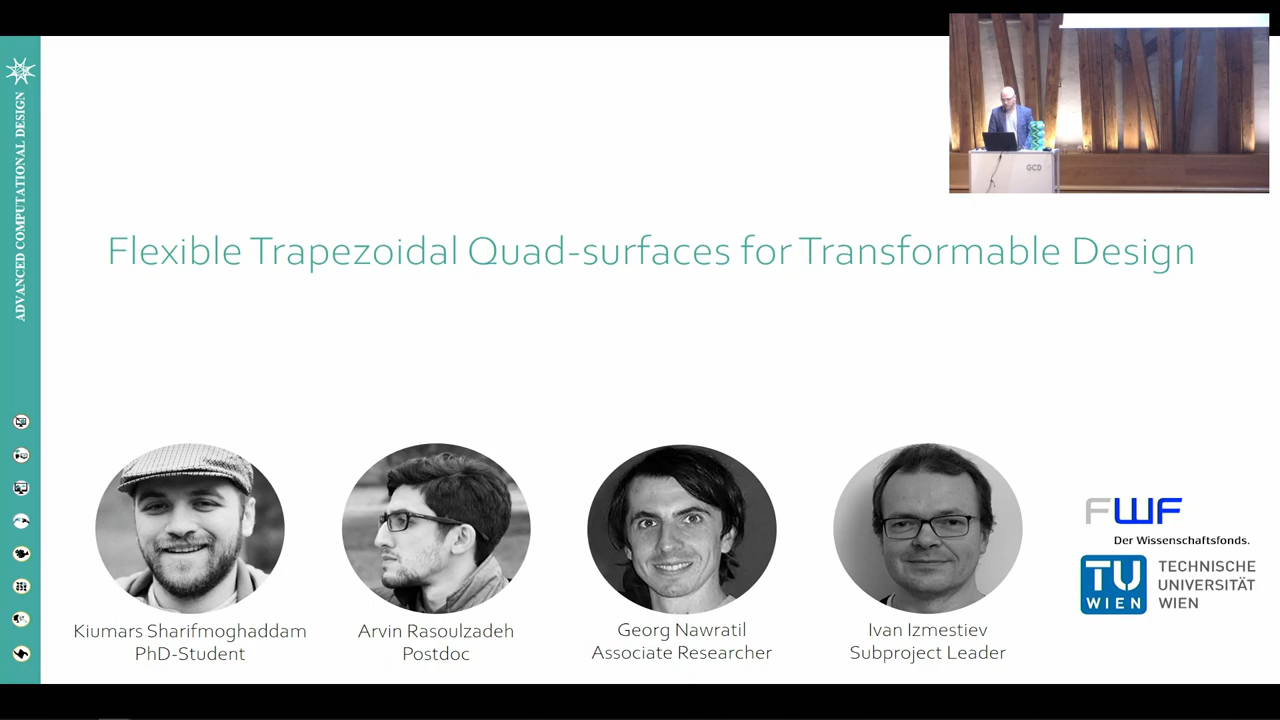 ADVANCED COMPUTATIONAL DESIGN
GCD
Flexible Trapezoidal Quad-surfaces for Transformable Design
Kiumars Sharifmoghaddam
PhD-Student
Arvin Rasoulzadeh
Postdoc
Georg Nawratil
Associate Researcher
Ivan Izmestiev
Subproject Leader
FWF
Der Wissenschaftsfonds.
TU
WIEN
TECHNISCHE
UNIVERSITÄT
WIEN